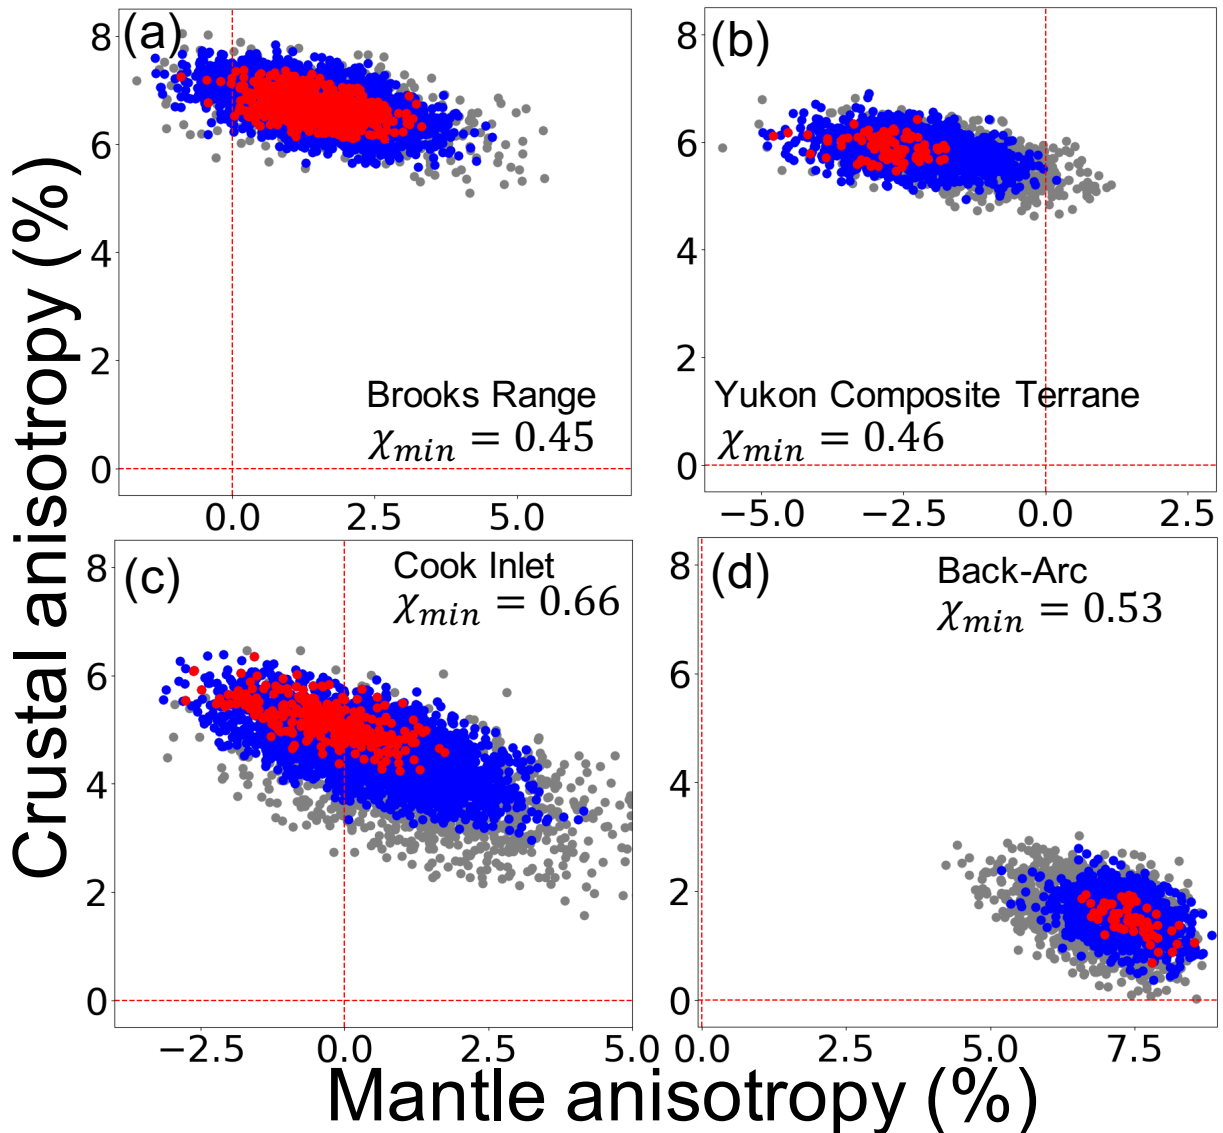 Crustal anisotropy (%)
(a)
8
6
4
2
0
Brooks Range
χmin = 0.45
0.0 2.5 5.0
(b)
8
6
4
2
0
Yukon Composite Terrane
χmin = 0.46
−5.0 −2.5 0.0 2.5
(c)
8
6
4
2
0
Cook Inlet
χmin = 0.66
−2.5 0.0 2.5 5.0
(d)
8
6
4
2
0
Back-Arc
χmin = 0.53
0.0 2.5 5.0 7.5
Mantle anisotropy (%)